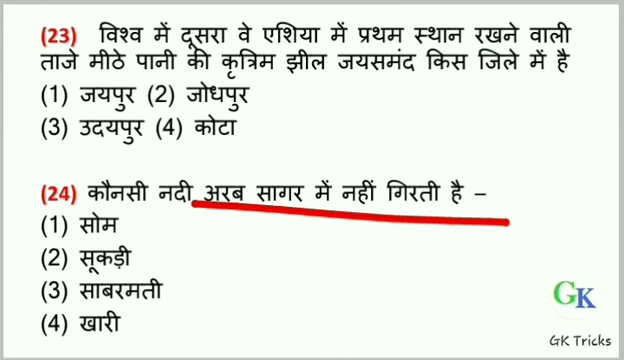 (23) विश्व में दूसरा वे एशिया में प्रथम स्थान रखने वाली
ताजे मीठे पानी की कृत्रिम झील जयसमंद किस जिले में है
(1) जयपुर (2) जोधपुर
(3) उदयपुर (4) कोटा
(24) कौनसी नदी अरब सागर में नहीं गिरती है –
(1) सोम
(2) सूकड़ी
(3) साबरमती
(4) खारी
GK
GK Tricks